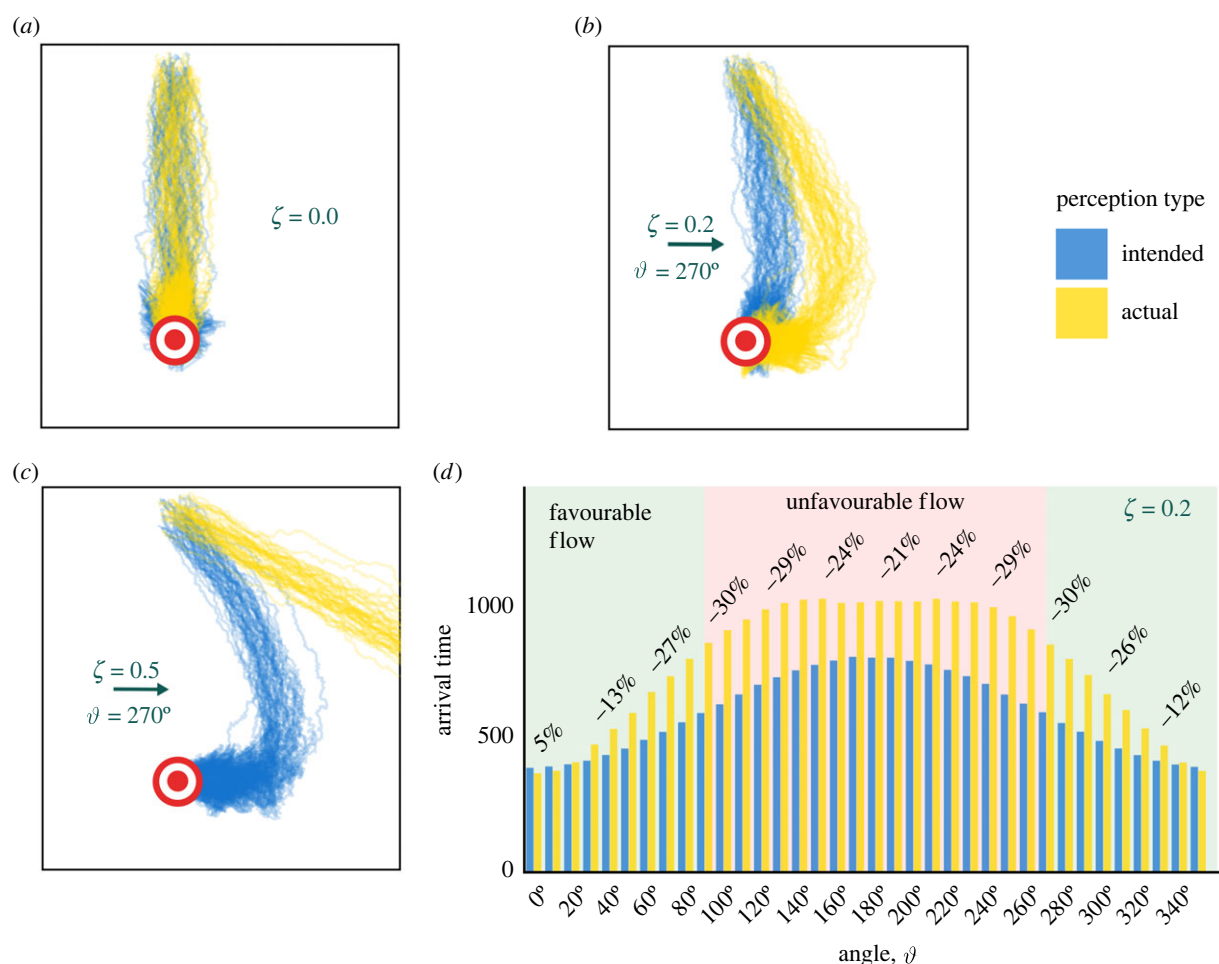 (a)
ζ = 0.0
(b)
ζ = 0.2
ϑ = 270º
perception type
intended
actual
(c)
ζ = 0.5
ϑ = 270º
(d)
favourable
flow
unfavourable flow
ζ = 0.2
5%
–13%
–27%
–30%
–29%
–24%
–21%
–24%
–29%
–30%
–26%
–12%
arrival time
1000
500
0
0º 20º 40º 60º 80º 100º 120º 140º 160º 180º 200º 220º 240º 260º 280º 300º 320º 340º
angle, ϑ